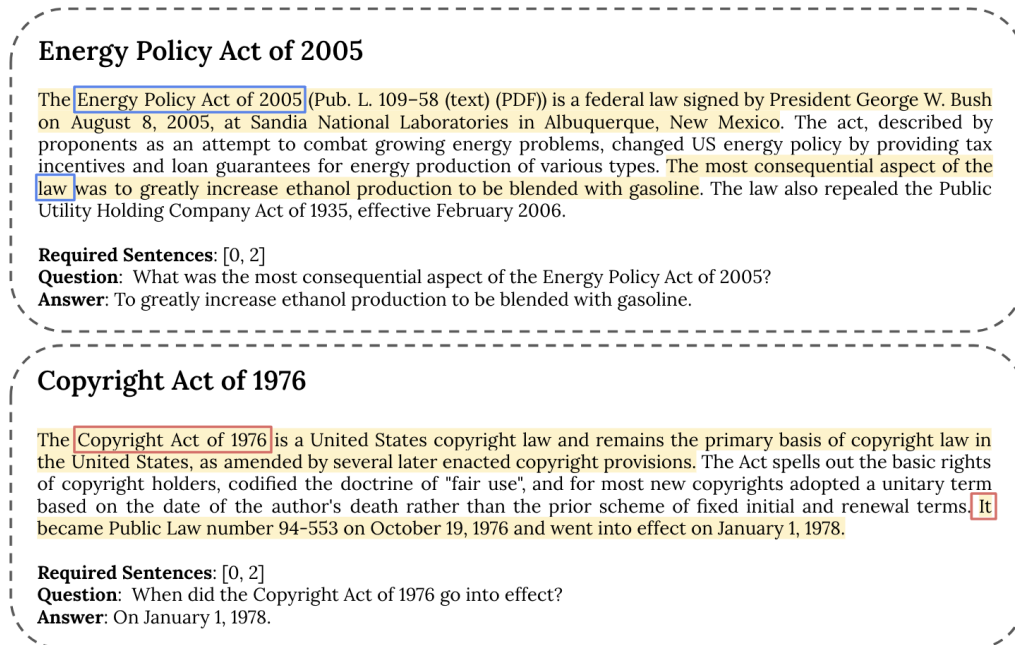 Energy Policy Act of 2005
The Energy Policy Act of 2005 (Pub. L. 109–58 (text) (PDF)) is a federal law signed by President George W. Bush
on August 8, 2005, at Sandia National Laboratories in Albuquerque, New Mexico. The act, described by
proponents as an attempt to combat growing energy problems, changed US energy policy by providing tax
incentives and loan guarantees for energy production of various types. The most consequential aspect of the
law was to greatly increase ethanol production to be blended with gasoline. The law also repealed the Public
Utility Holding Company Act of 1935, effective February 2006.
Required Sentences: [0, 2]
Question: What was the most consequential aspect of the Energy Policy Act of 2005?
Answer: To greatly increase ethanol production to be blended with gasoline.
Copyright Act of 1976
The Copyright Act of 1976 is a United States copyright law and remains the primary basis of copyright law in
the United States, as amended by several later enacted copyright provisions. The Act spells out the basic rights
of copyright holders, codified the doctrine of "fair use", and for most new copyrights adopted a unitary term
based on the date of the author's death rather than the prior scheme of fixed initial and renewal terms. It
became Public Law number 94-553 on October 19, 1976 and went into effect on January 1, 1978.
Required Sentences: [0, 2]
Question: When did the Copyright Act of 1976 go into effect?
Answer: On January 1, 1978.